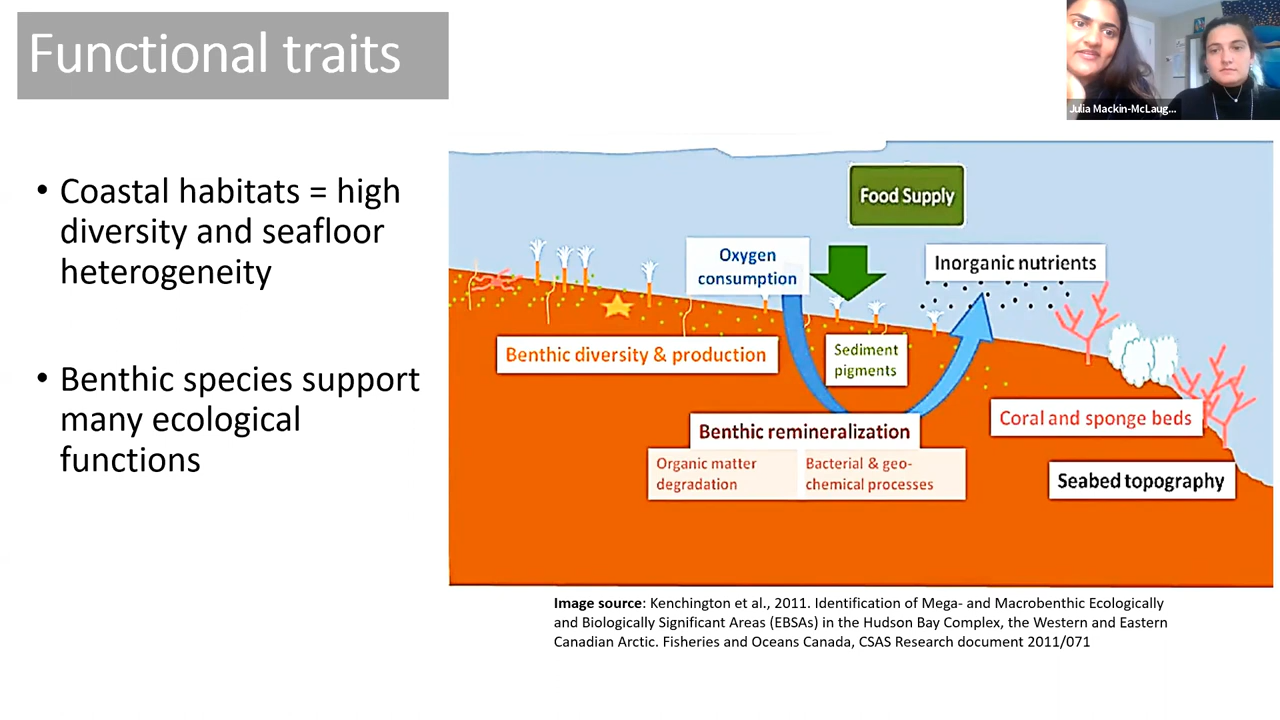 Functional traits
Julia Mackin-McLaug...
• Coastal habitats = high
diversity and seafloor
heterogeneity
• Benthic species support
many ecological
functions
Food Supply
Oxygen
consumption
Inorganic nutrients
Benthic diversity & production
Sediment
pigments
Coral and sponge beds
Benthic remineralization
Organic matter
degradation
Bacterial & geo-
chemical processes
Seabed topography
Image source: Kenchington et al., 2011. Identification of Mega- and Macrobenthic Ecologically
and Biologically Significant Areas (EBSAs) in the Hudson Bay Complex, the Western and Eastern
Canadian Arctic. Fisheries and Oceans Canada, CSAS Research document 2011/071